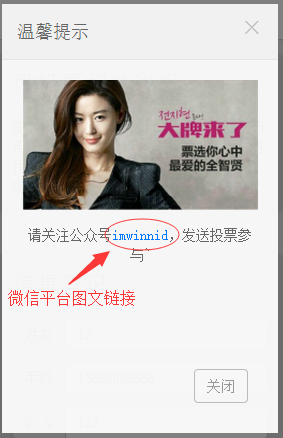 温馨提示
전지현
大牌来了
票选你心中
最爱的全智贤
请关注公众号imwinnid，发送投票参
与`
微信平台图文链接
关闭